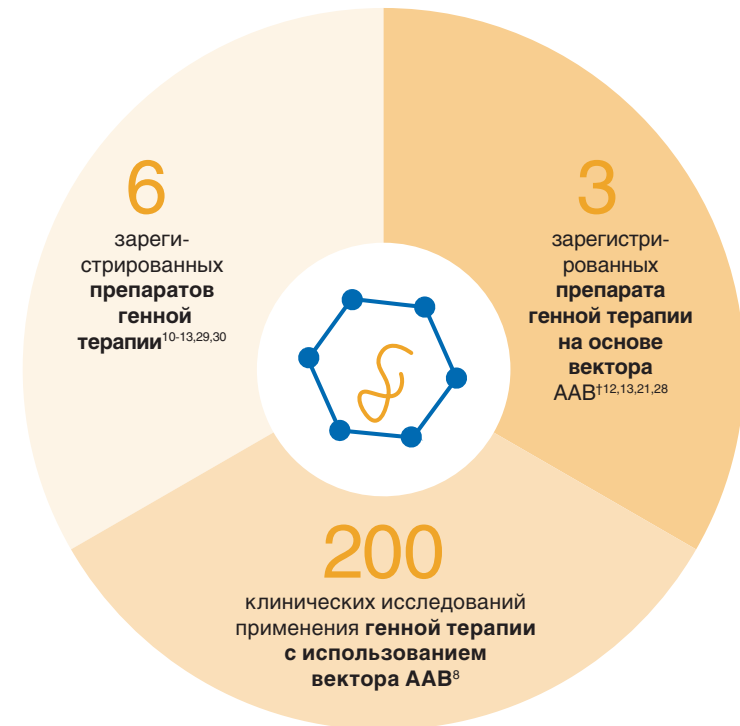 6
зареги-
стрированных
препаратов
генной
терапии10-13,29,30
3
зарегистри-
рованных
препарата
генной терапии
на основе
вектора
ААВ†12,13,21,28
200
клинических исследований
применения генной терапии
с использованием
вектора ААВ8